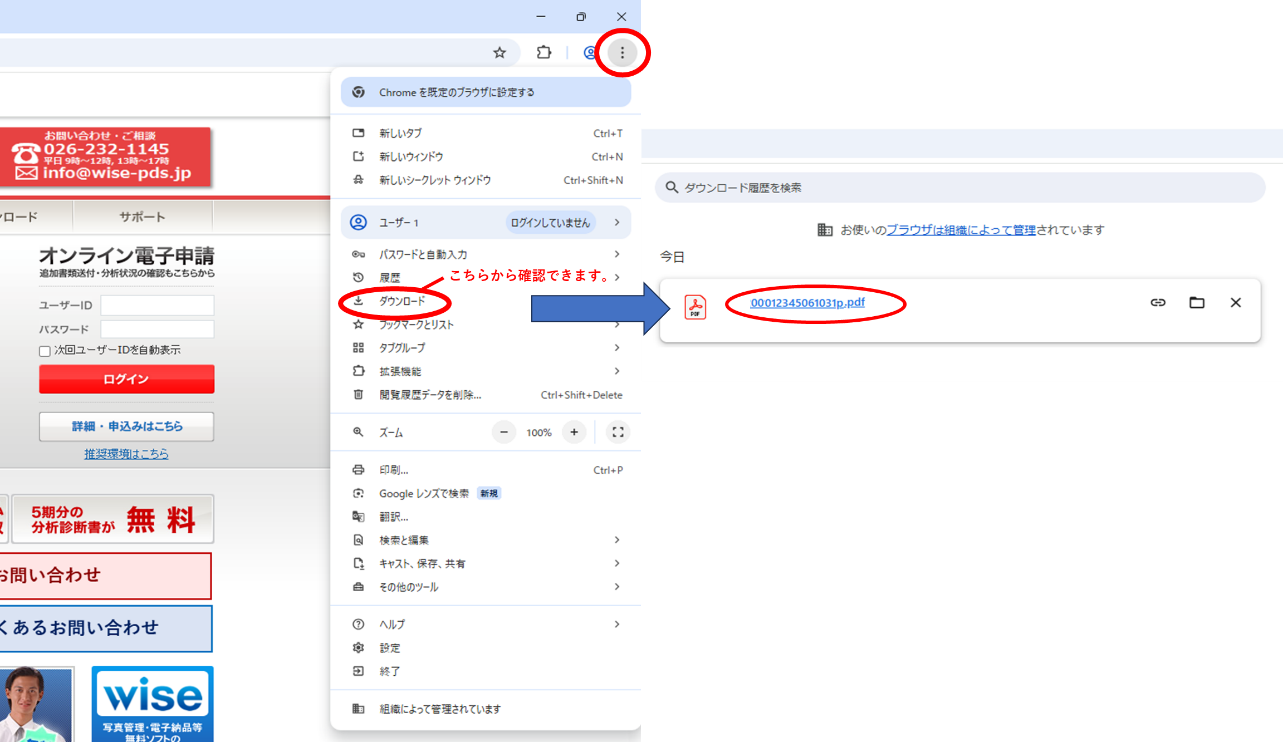 お問い合わせ・ご相談
026-232-1145
平日 9時～12時, 13時～17時
info@wise-pds.jp
ロード
サポート
オンライン電子申請
追加書類送付・分析状況の確認もこちらから
ユーザーID
パスワード
次回ユーザーIDを自動表示
ログイン
詳細・申込みはこちら
推奨環境はこちら
5期分の
分析診断書が 無料
お問い合わせ
くあるお問い合わせ
wise
写真管理・電子納品等
無料ソフトの
Chrome を既定のブラウザに設定する
新しいタブ Ctrl+T
新しいウィンドウ Ctrl+N
新しいシークレット ウィンドウ Ctrl+Shift+N
ユーザー 1 ログインしていません
パスワードと自動入力
履歴
こちらから確認できます。
ダウンロード
ブックマークとリスト
タブグループ
拡張機能
閲覧履歴データを削除... Ctrl+Shift+Delete
ズーム － 100% ＋
印刷... Ctrl+P
Google レンズで検索 新規
翻訳...
検索と編集
キャスト、保存、共有
その他のツール
ヘルプ
設定
終了
組織によって管理されています
ダウンロード履歴を検索
お使いのブラウザは組織によって管理されています
今日
PDF
00012345061031p.pdf